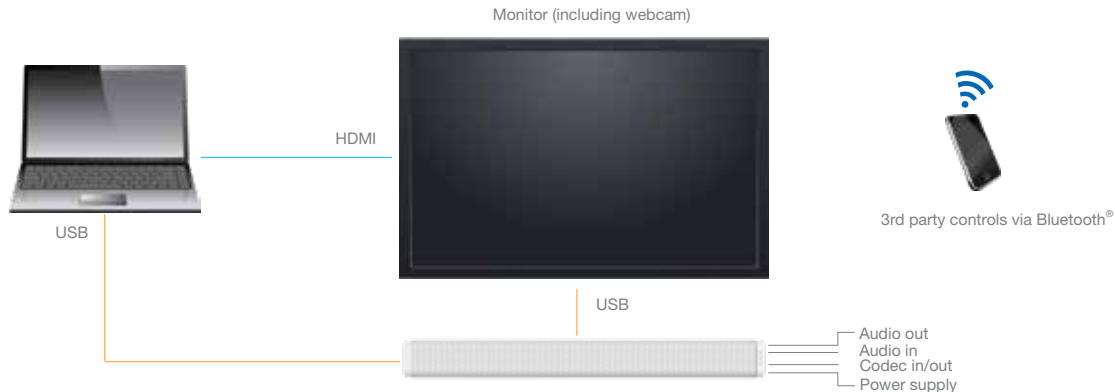 Monitor (including webcam)
HDMI
3rd party controls via Bluetooth®
USB
USB
Audio out
Audio in
Codec in/out
Power supply